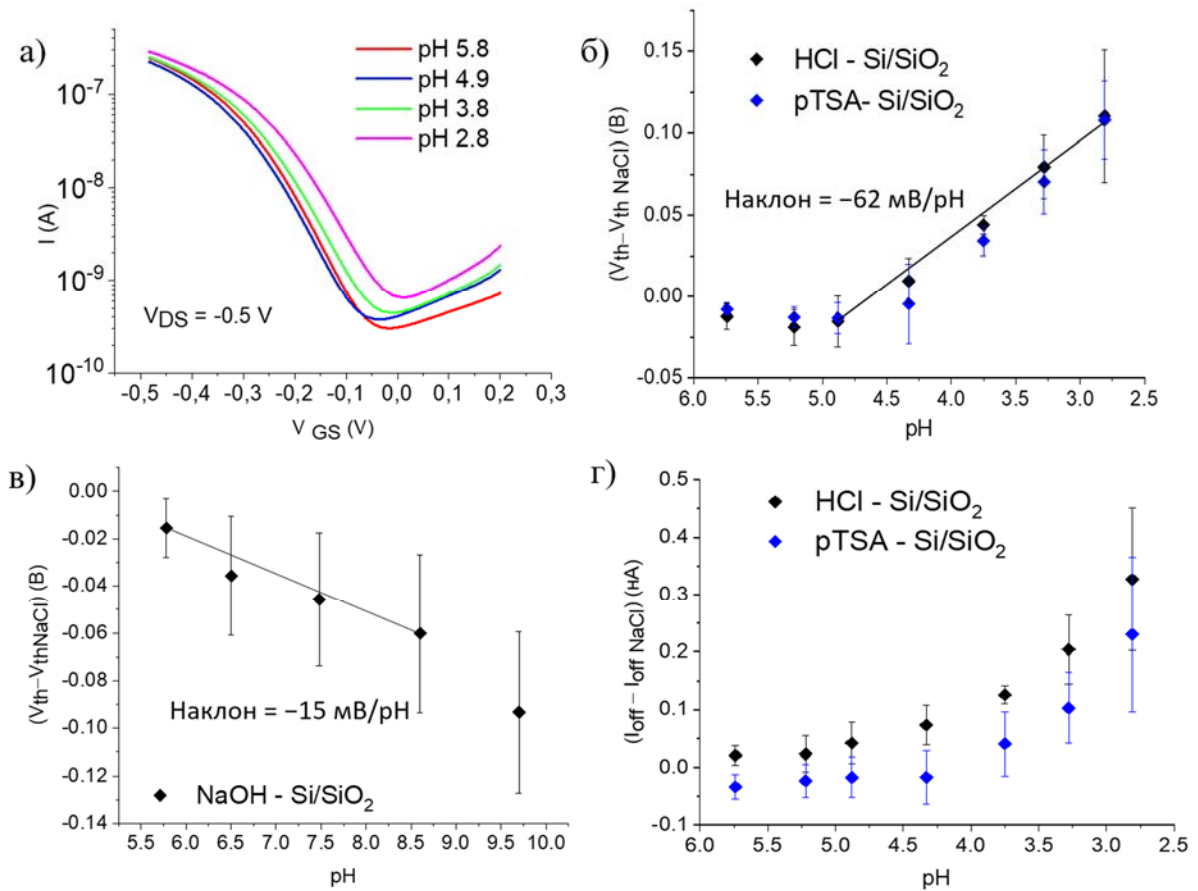 а)
I (A)
10⁻⁷
10⁻⁸
10⁻⁹
10⁻¹⁰
pH 5.8
pH 4.9
pH 3.8
pH 2.8
V_DS = -0.5 V
-0,5 -0,4 -0,3 -0,2 -0,1 0,0 0,1 0,2 0,3
V GS (V)
б)
(V_th−V_th NaCl) (В)
0.15
0.10
0.05
0.00
-0.05
HCl - Si/SiO₂
pTSA- Si/SiO₂
Наклон = −62 мВ/pH
6.0 5.5 5.0 4.5 4.0 3.5 3.0 2.5
pH
в)
(V_th−V_thNaCl) (В)
0.00
-0.02
-0.04
-0.06
-0.08
-0.10
-0.12
-0.14
Наклон = −15 мВ/pH
NaOH - Si/SiO₂
5.5 6.0 6.5 7.0 7.5 8.0 8.5 9.0 9.5 10.0
pH
г)
(I_off − I_off NaCl) (нА)
0.5
0.4
0.3
0.2
0.1
0.0
-0.1
HCl - Si/SiO₂
pTSA - Si/SiO₂
6.0 5.5 5.0 4.5 4.0 3.5 3.0 2.5
pH